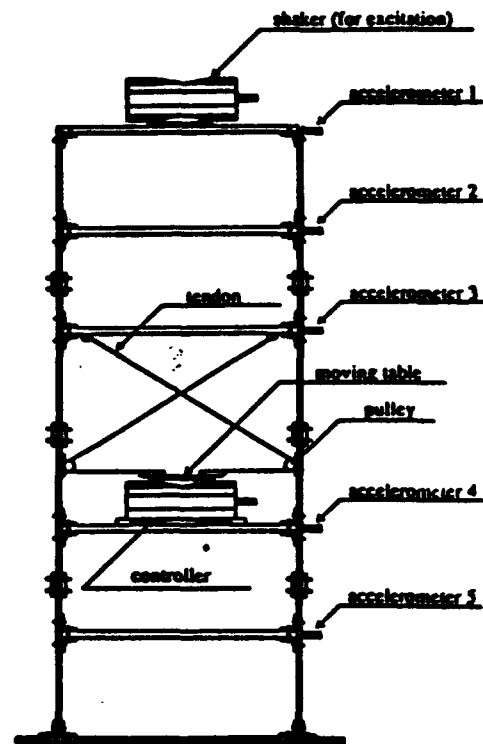 shaker (for excitation)
accelerometer 1
accelerometer 2
tendon
accelerometer 3
moving table
pulley
accelerometer 4
controller
accelerometer 5